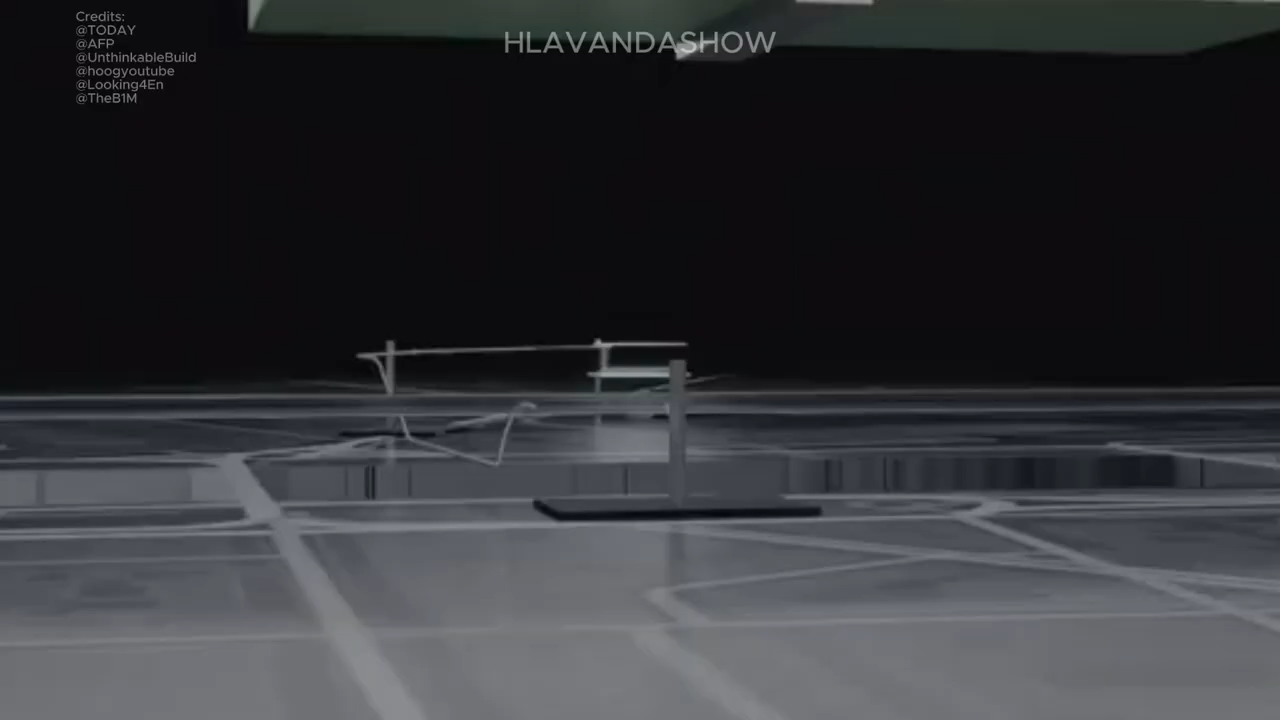 Credits:
@TODAY
@AFP
@UnthinkableBuild
@hoogyoutube
@Looking4En
@TheB1M
HLAVANDASHOW